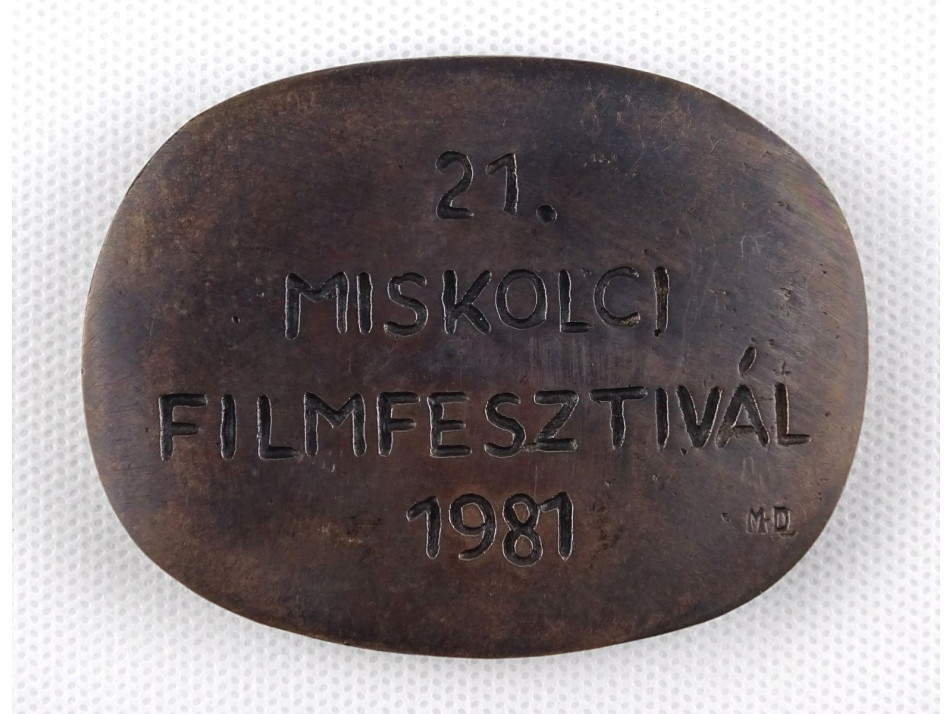 21.
MISKOLCI
FILMFESZTIVÁL
1981
M·D